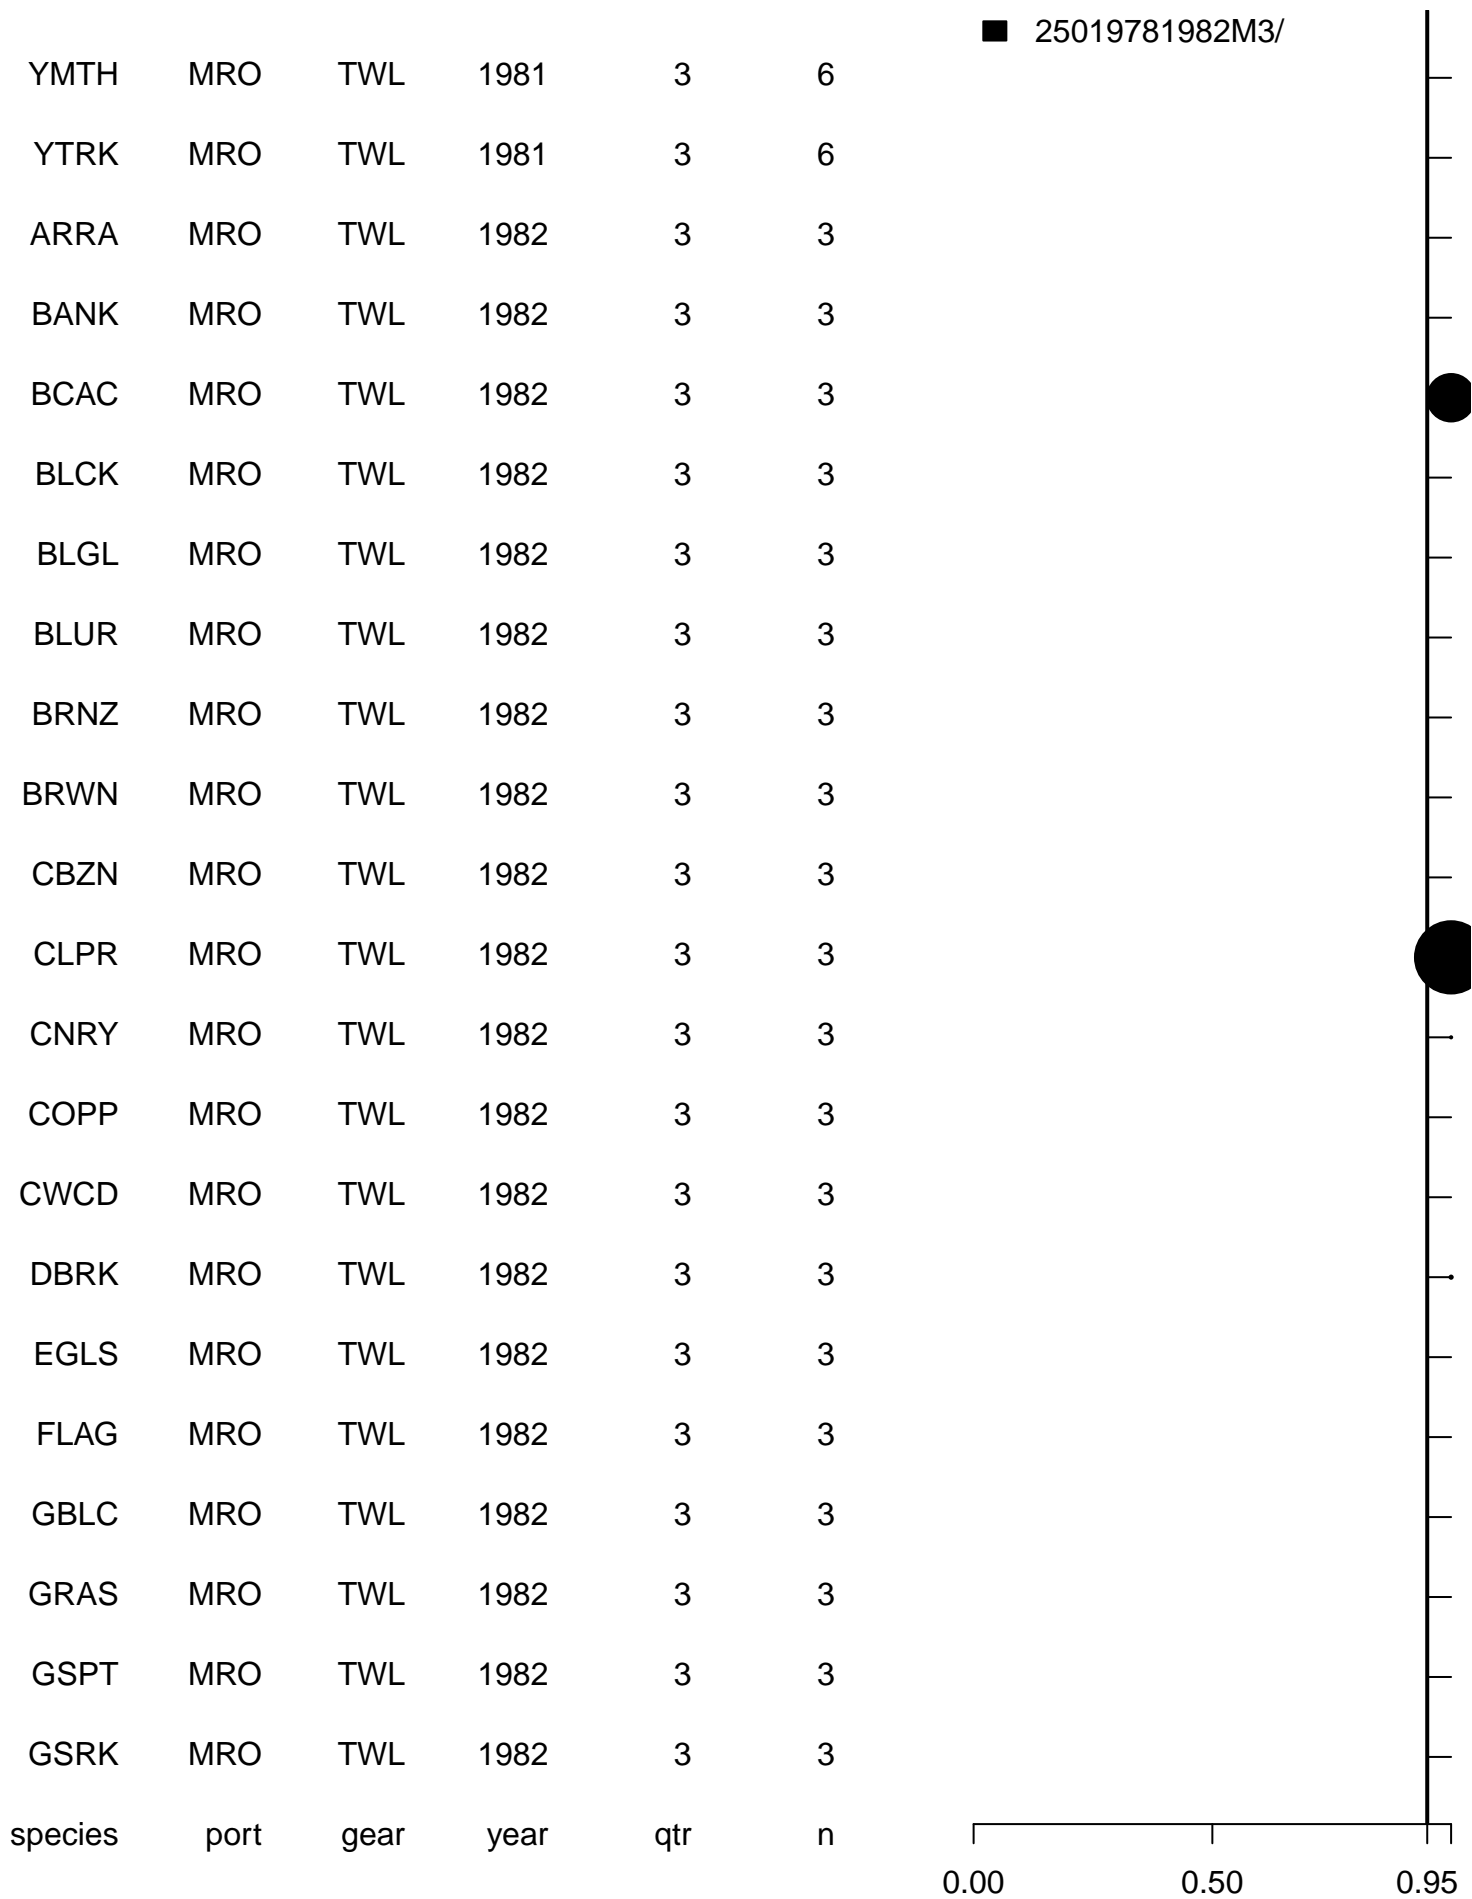 25019781982M3/
YMTH MRO TWL 1981 3 6
YTRK MRO TWL 1981 3 6
ARRA MRO TWL 1982 3 3
BANK MRO TWL 1982 3 3
BCAC MRO TWL 1982 3 3
BLCK MRO TWL 1982 3 3
BLGL MRO TWL 1982 3 3
BLUR MRO TWL 1982 3 3
BRNZ MRO TWL 1982 3 3
BRWN MRO TWL 1982 3 3
CBZN MRO TWL 1982 3 3
CLPR MRO TWL 1982 3 3
CNRY MRO TWL 1982 3 3
COPP MRO TWL 1982 3 3
CWCD MRO TWL 1982 3 3
DBRK MRO TWL 1982 3 3
EGLS MRO TWL 1982 3 3
FLAG MRO TWL 1982 3 3
GBLC MRO TWL 1982 3 3
GRAS MRO TWL 1982 3 3
GSPT MRO TWL 1982 3 3
GSRK MRO TWL 1982 3 3
species port gear year qtr n
0.00 0.50 0.95